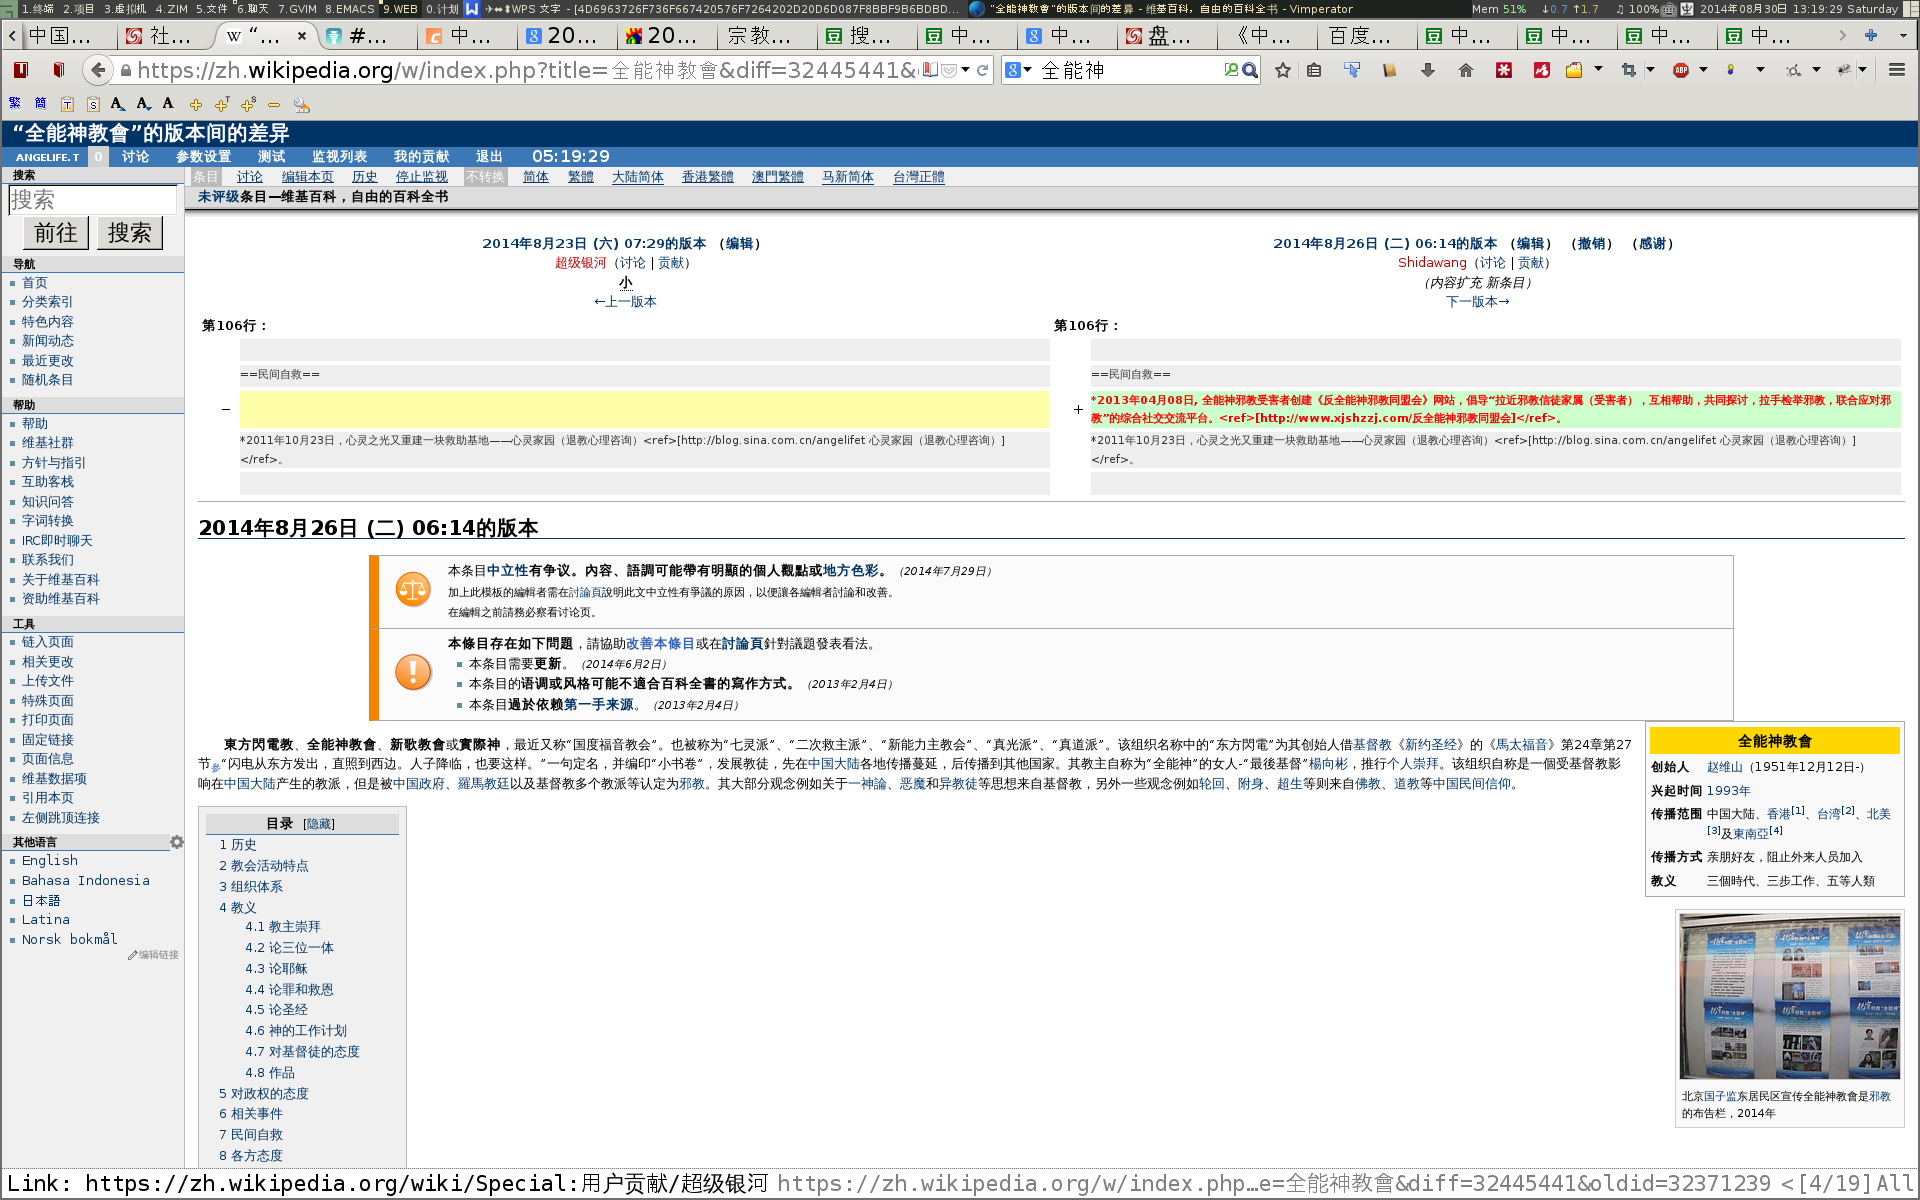 1.终端 2.项目 3.虚拟机 4.ZIM 5.文件 6.聊天 7.GVIM 8.EMACS 9.WEB 0.计划 WPS 文字 - [4D6963726F736F667420576F7264202D20D6D087F8BBF9B6BDBD... "全能神教會"的版本间的差异 - 维基百科，自由的百科全书 - Vimperator Mem 51% ↓0.7 ↑1.7 ♫ 100% 2014年08月30日 13:19:29 Saturday
中国... 社... “... × #... 中... 20... 20... 宗教... 搜... 中... 中... 盘... 《中... 百度... 中... 中... 中... 中...
https://zh.wikipedia.org/w/index.php?title=全能神教會&diff=32445441& 全能神
繁 簡 T S A A A
“全能神教會”的版本间的差异
ANGELIFE.T 0 讨论 参数设置 测试 监视列表 我的贡献 退出 05:19:29
条目 讨论 编辑本页 历史 停止监视 不转换 简体 繁體 大陆简体 香港繁體 澳門繁體 马新简体 台灣正體
未评级条目—维基百科，自由的百科全书
搜索
搜索
前往 搜索
导航
首页
分类索引
特色内容
新闻动态
最近更改
随机条目
帮助
帮助
维基社群
方针与指引
互助客栈
知识问答
字词转换
IRC即时聊天
联系我们
关于维基百科
资助维基百科
工具
链入页面
相关更改
上传文件
特殊页面
打印页面
固定链接
页面信息
维基数据项
引用本页
左侧跳顶连接
其他语言
English
Bahasa Indonesia
日本語
Latina
Norsk bokmål
编辑链接
2014年8月23日 (六) 07:29的版本 （编辑）
超级银河（讨论 | 贡献）
小
←上一版本
2014年8月26日 (二) 06:14的版本 （编辑） （撤销） （感谢）
Shidawang（讨论 | 贡献）
（内容扩充 新条目）
下一版本→
第106行： 第106行：
==民间自救== ==民间自救==
− + *2013年04月08日, 全能神邪教受害者创建《反全能神邪教同盟会》网站，倡导“拉近邪教信徒家属（受害者），互相帮助，共同探讨，拉手检举邪教，联合应对邪
教”的综合社交交流平台。<ref>[http://www.xjshzzj.com/反全能神邪教同盟会]</ref>。
*2011年10月23日，心灵之光又重建一块救助基地——心灵家园（退教心理咨询）<ref>[http://blog.sina.com.cn/angelifet 心灵家园（退教心理咨询）]
</ref>。
*2011年10月23日，心灵之光又重建一块救助基地——心灵家园（退教心理咨询）<ref>[http://blog.sina.com.cn/angelifet 心灵家园（退教心理咨询）]
</ref>。
2014年8月26日 (二) 06:14的版本
本条目中立性有争议。內容、語調可能帶有明顯的個人觀點或地方色彩。（2014年7月29日）
加上此模板的編輯者需在討論頁說明此文中立性有爭議的原因，以便讓各編輯者討論和改善。
在編輯之前請務必察看讨论页。
本條目存在如下問題，請協助改善本條目或在討論頁針對議題發表看法。
本条目需要更新。（2014年6月2日）
本条目的语调或风格可能不適合百科全書的寫作方式。（2013年2月4日）
本条目過於依赖第一手来源。（2013年2月4日）
東方閃電教、全能神教會、新歌教會或實際神，最近又称“国度福音教会”。也被称为“七灵派”、“二次救主派”、“新能力主教会”、“真光派”、“真道派”。该组织名称中的“东方閃電”为其创始人借基督教《新约圣经》的《馬太福音》第24章第27
节参“闪电从东方发出，直照到西边。人子降临，也要这样。”一句定名，并编印“小书卷”，发展教徒，先在中国大陆各地传播蔓延，后传播到其他国家。其教主自称为“全能神”的女人-“最後基督”楊向彬，推行个人崇拜。该组织自称是一個受基督教影
响在中国大陆产生的教派，但是被中国政府、羅馬教廷以及基督教多个教派等认定为邪教。其大部分观念例如关于一神論、恶魔和异教徒等思想来自基督教，另外一些观念例如轮回、附身、超生等则来自佛教、道教等中国民间信仰。
目录 [隐藏]
1 历史
2 教会活动特点
3 组织体系
4 教义
4.1 教主崇拜
4.2 论三位一体
4.3 论耶稣
4.4 论罪和救恩
4.5 论圣经
4.6 神的工作计划
4.7 对基督徒的态度
4.8 作品
5 对政权的态度
6 相关事件
7 民间自救
8 各方态度
全能神教會
创始人 赵维山（1951年12月12日-）
兴起时间 1993年
传播范围 中国大陆、香港[1]、台湾[2]、北美
[3]及東南亞[4]
传播方式 亲朋好友，阻止外来人员加入
教义 三個時代、三步工作、五等人類
北京国子监东居民区宣传全能神教會是邪教
的布告栏，2014年
Link: https://zh.wikipedia.org/wiki/Special:用户贡献/超级银河 https://zh.wikipedia.org/w/index.php…e=全能神教會&diff=32445441&oldid=32371239 <[4/19]All